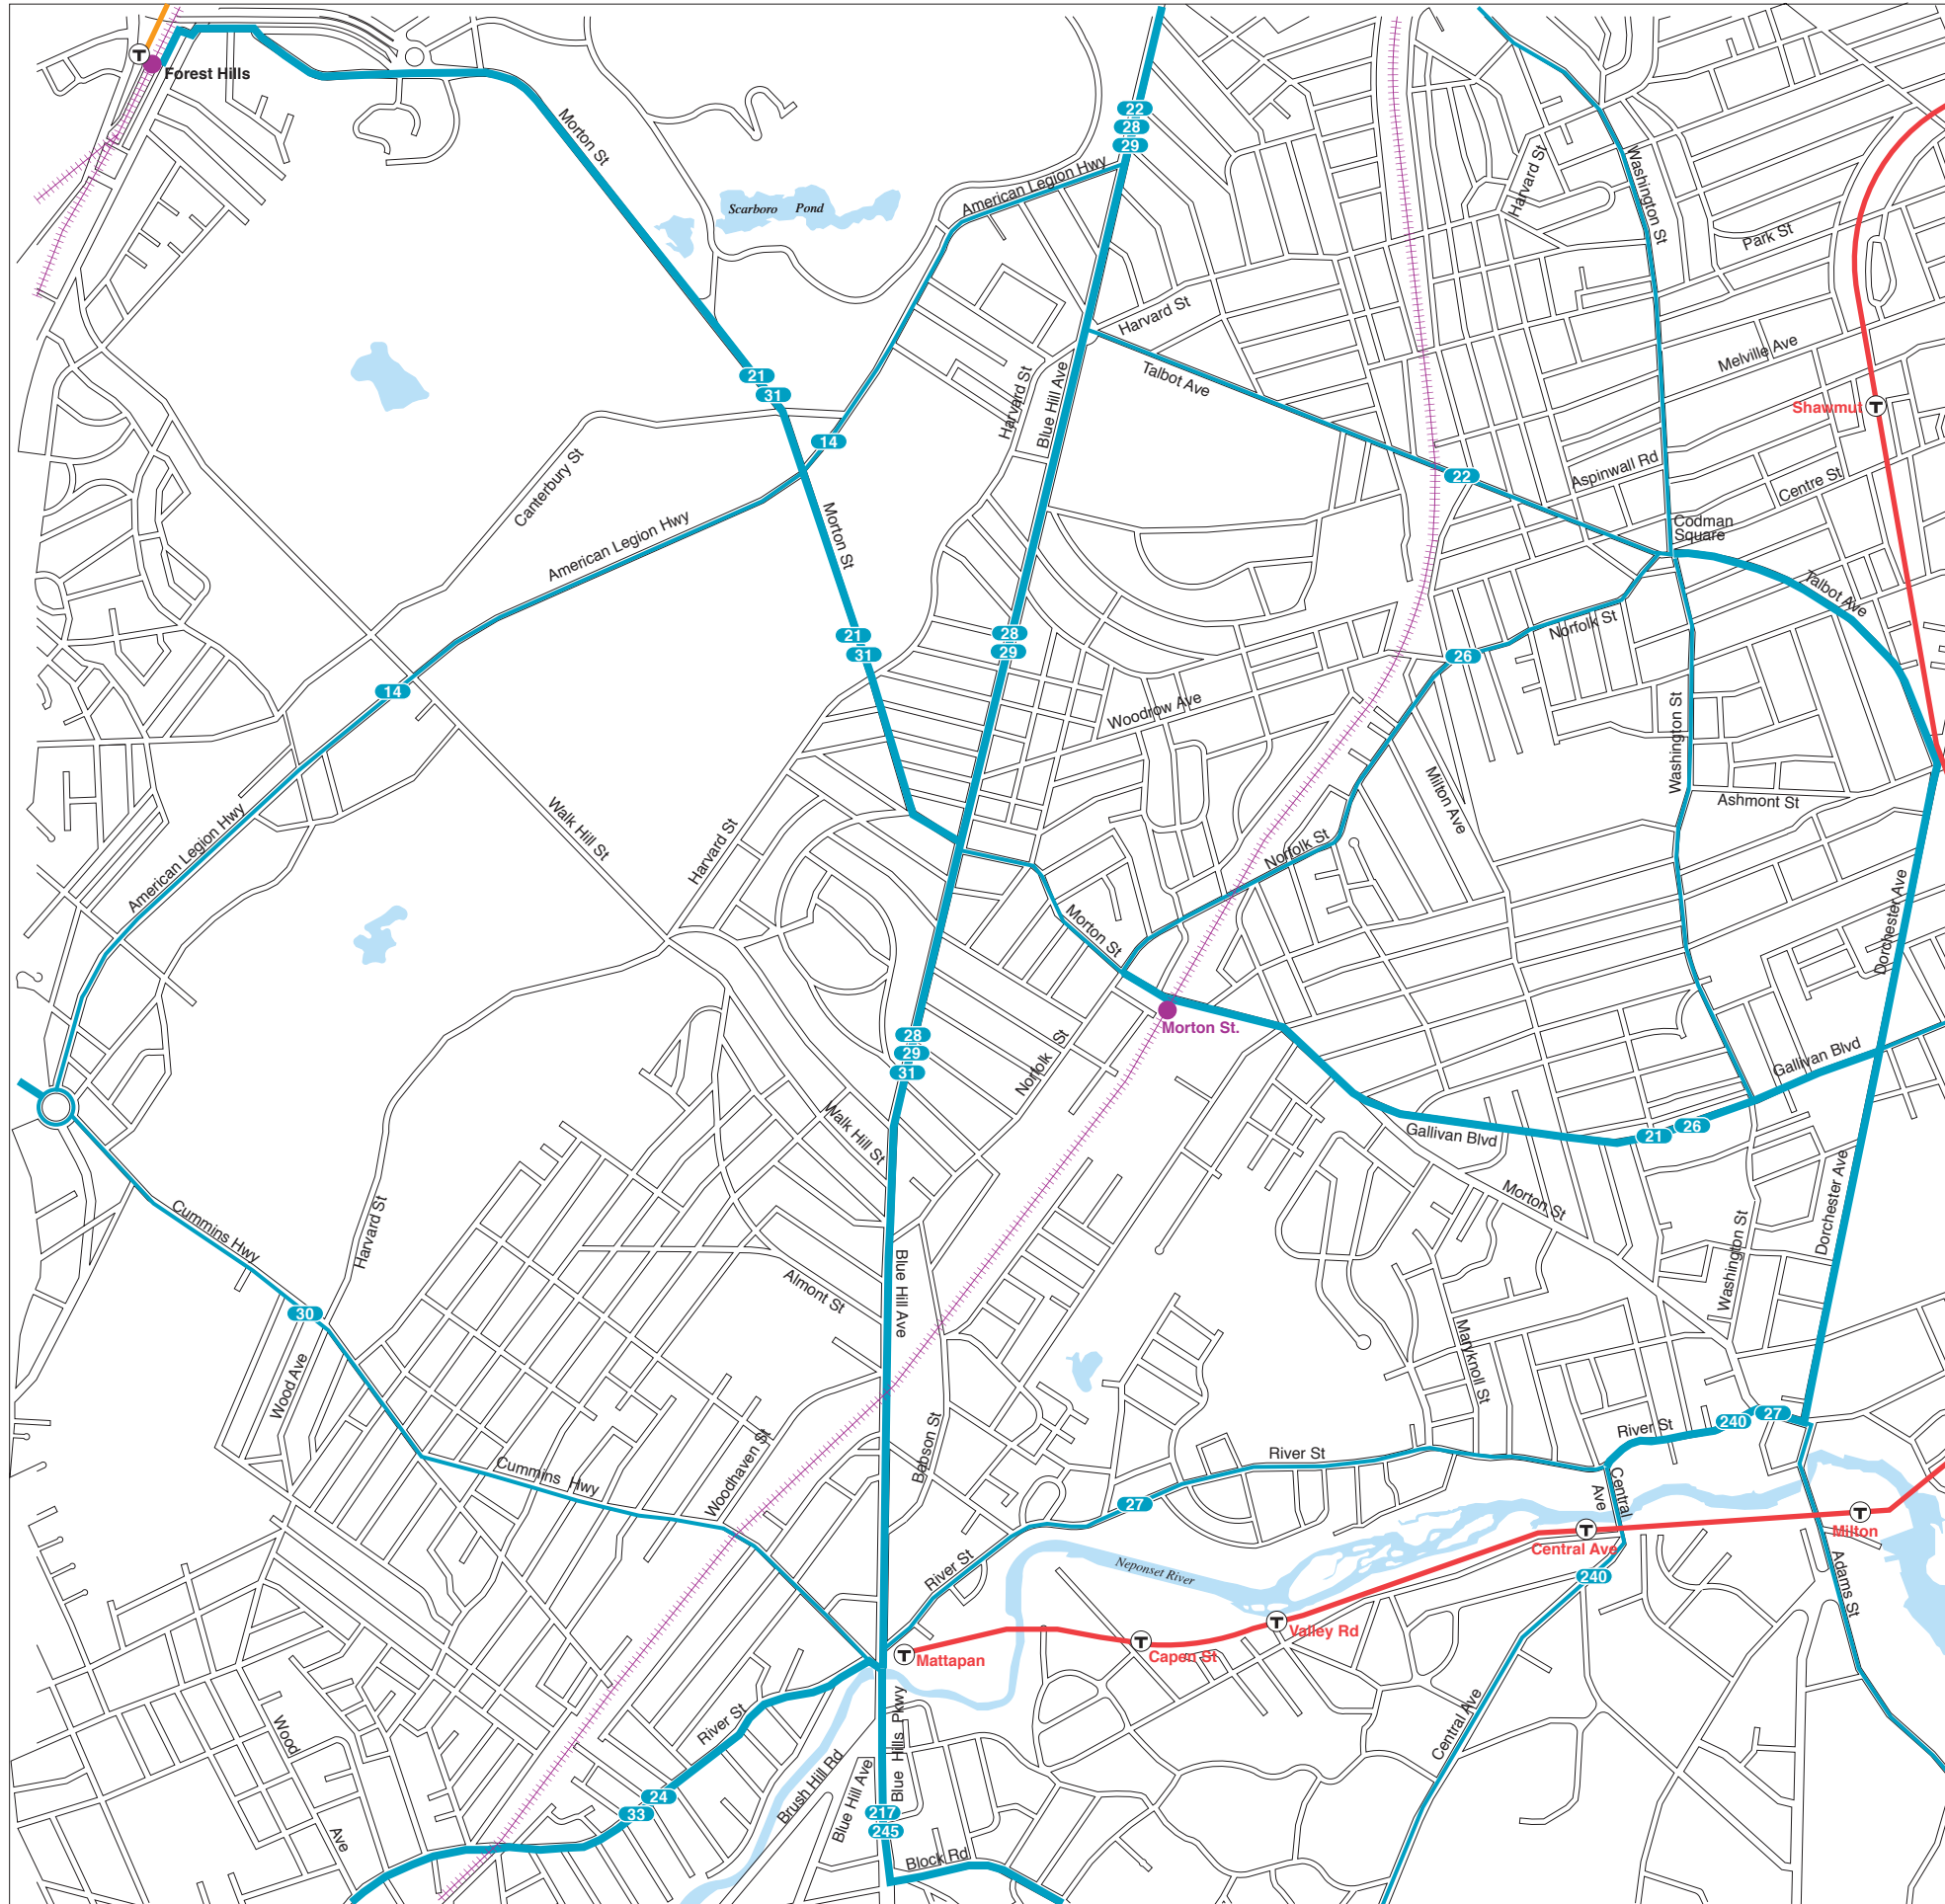 T
Forest Hills
22
28
29
Morton St
American Legion Hwy
Harvard St
Washington St
Scarboro Pond
Park St
Harvard St
Talbot Ave
Melville Ave
21
31
Harvard St
Blue Hill Ave
Shawmut
T
14
Canterbury St
22
Aspinwall Rd
Centre St
American Legion Hwy
Morton St
Codman
Square
Talbot Ave
21
31
28
29
26
Norfolk St
14
Woodrow Ave
Washington St
Milton Ave
Ashmont St
American Legion Hwy
Walk Hill St
Harvard St
Norfolk St
Morton St
Dorchester Ave
28
29
31
Norfolk St
Morton St.
Gallivan Blvd
Walk Hill St
Gallivan Blvd
21
26
Cummins Hwy
Harvard St
Morton St
Washington St
Dorchester Ave
Blue Hill Ave
Almont St
30
Wood Ave
Maryknoll St
Babson St
Woodhaven St
Cummins Hwy
River St
River St
240
27
27
Central
Ave
T
Milton
T
Central Ave
River St
Neponset River
240
Adams St
T
Mattapan
T
Capen St
T
Valley Rd
River St
Wood
Ave
Blue Hills Pkwy
Central Ave
Brush Hill Rd
Blue Hill Ave
24
33
217
245
Block Rd